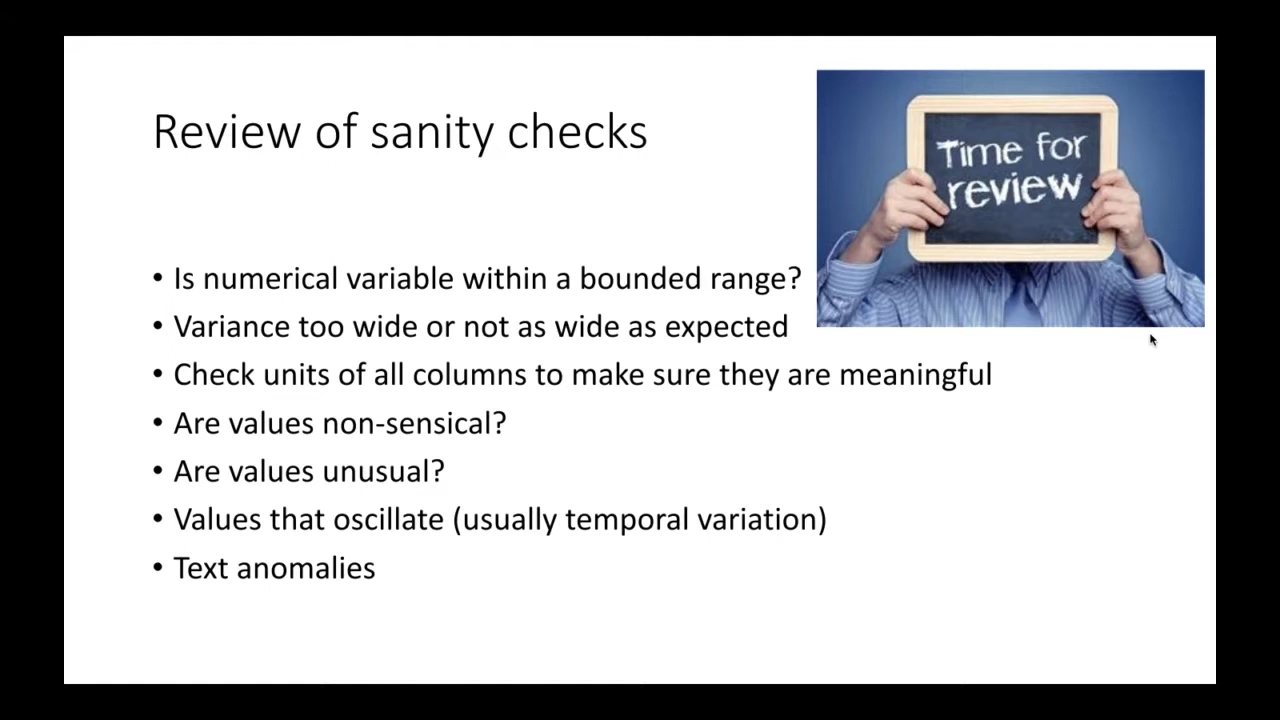 Review of sanity checks
Time for
review
• Is numerical variable within a bounded range?
• Variance too wide or not as wide as expected
• Check units of all columns to make sure they are meaningful
• Are values non-sensical?
• Are values unusual?
• Values that oscillate (usually temporal variation)
• Text anomalies